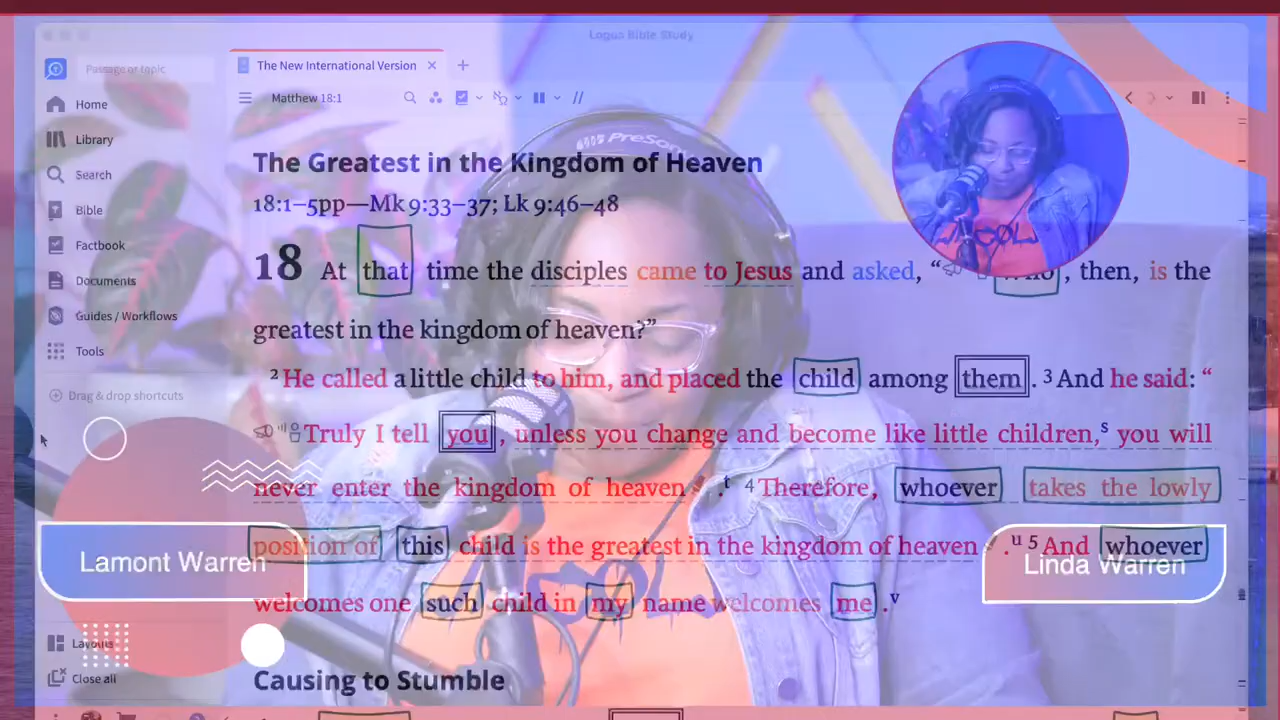 Logos Bible Study
Passage or topic
The New International Version
Matthew 18:1
Home
Library
Search
Bible
Factbook
Documents
Guides / Workflows
Tools
Drag & drop shortcuts
Layouts
Close all
PreSon
The Greatest in the Kingdom of Heaven
18:1–5pp—Mk 9:33–37; Lk 9:46–48
18 At that time the disciples came to Jesus and asked, “Who, then, is the
greatest in the kingdom of heaven?”
2 He called a little child to him, and placed the child among them. 3 And he said: “
Truly I tell you, unless you change and become like little children,s you will
never enter the kingdom of heaven.t 4 Therefore, whoever takes the lowly
position of this child is the greatest in the kingdom of heaven.u 5 And whoever
welcomes one such child in my name welcomes me.v
Causing to Stumble
Lamont Warren
Linda Warren